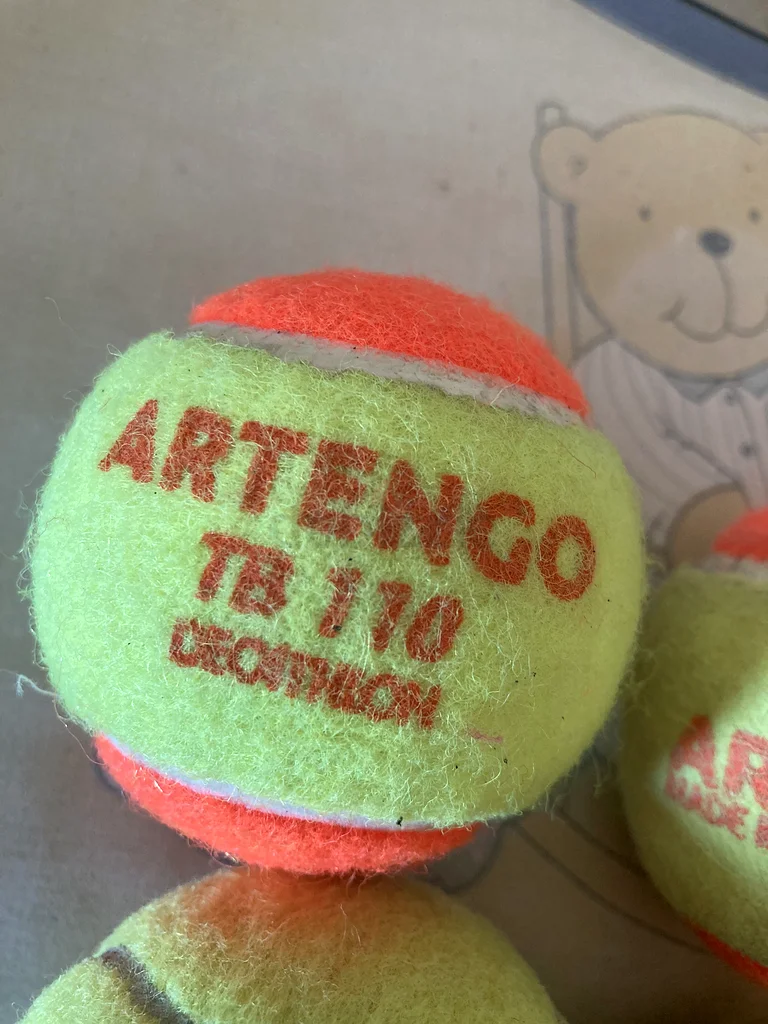 ARTENGO
TB 110
DECATHLON